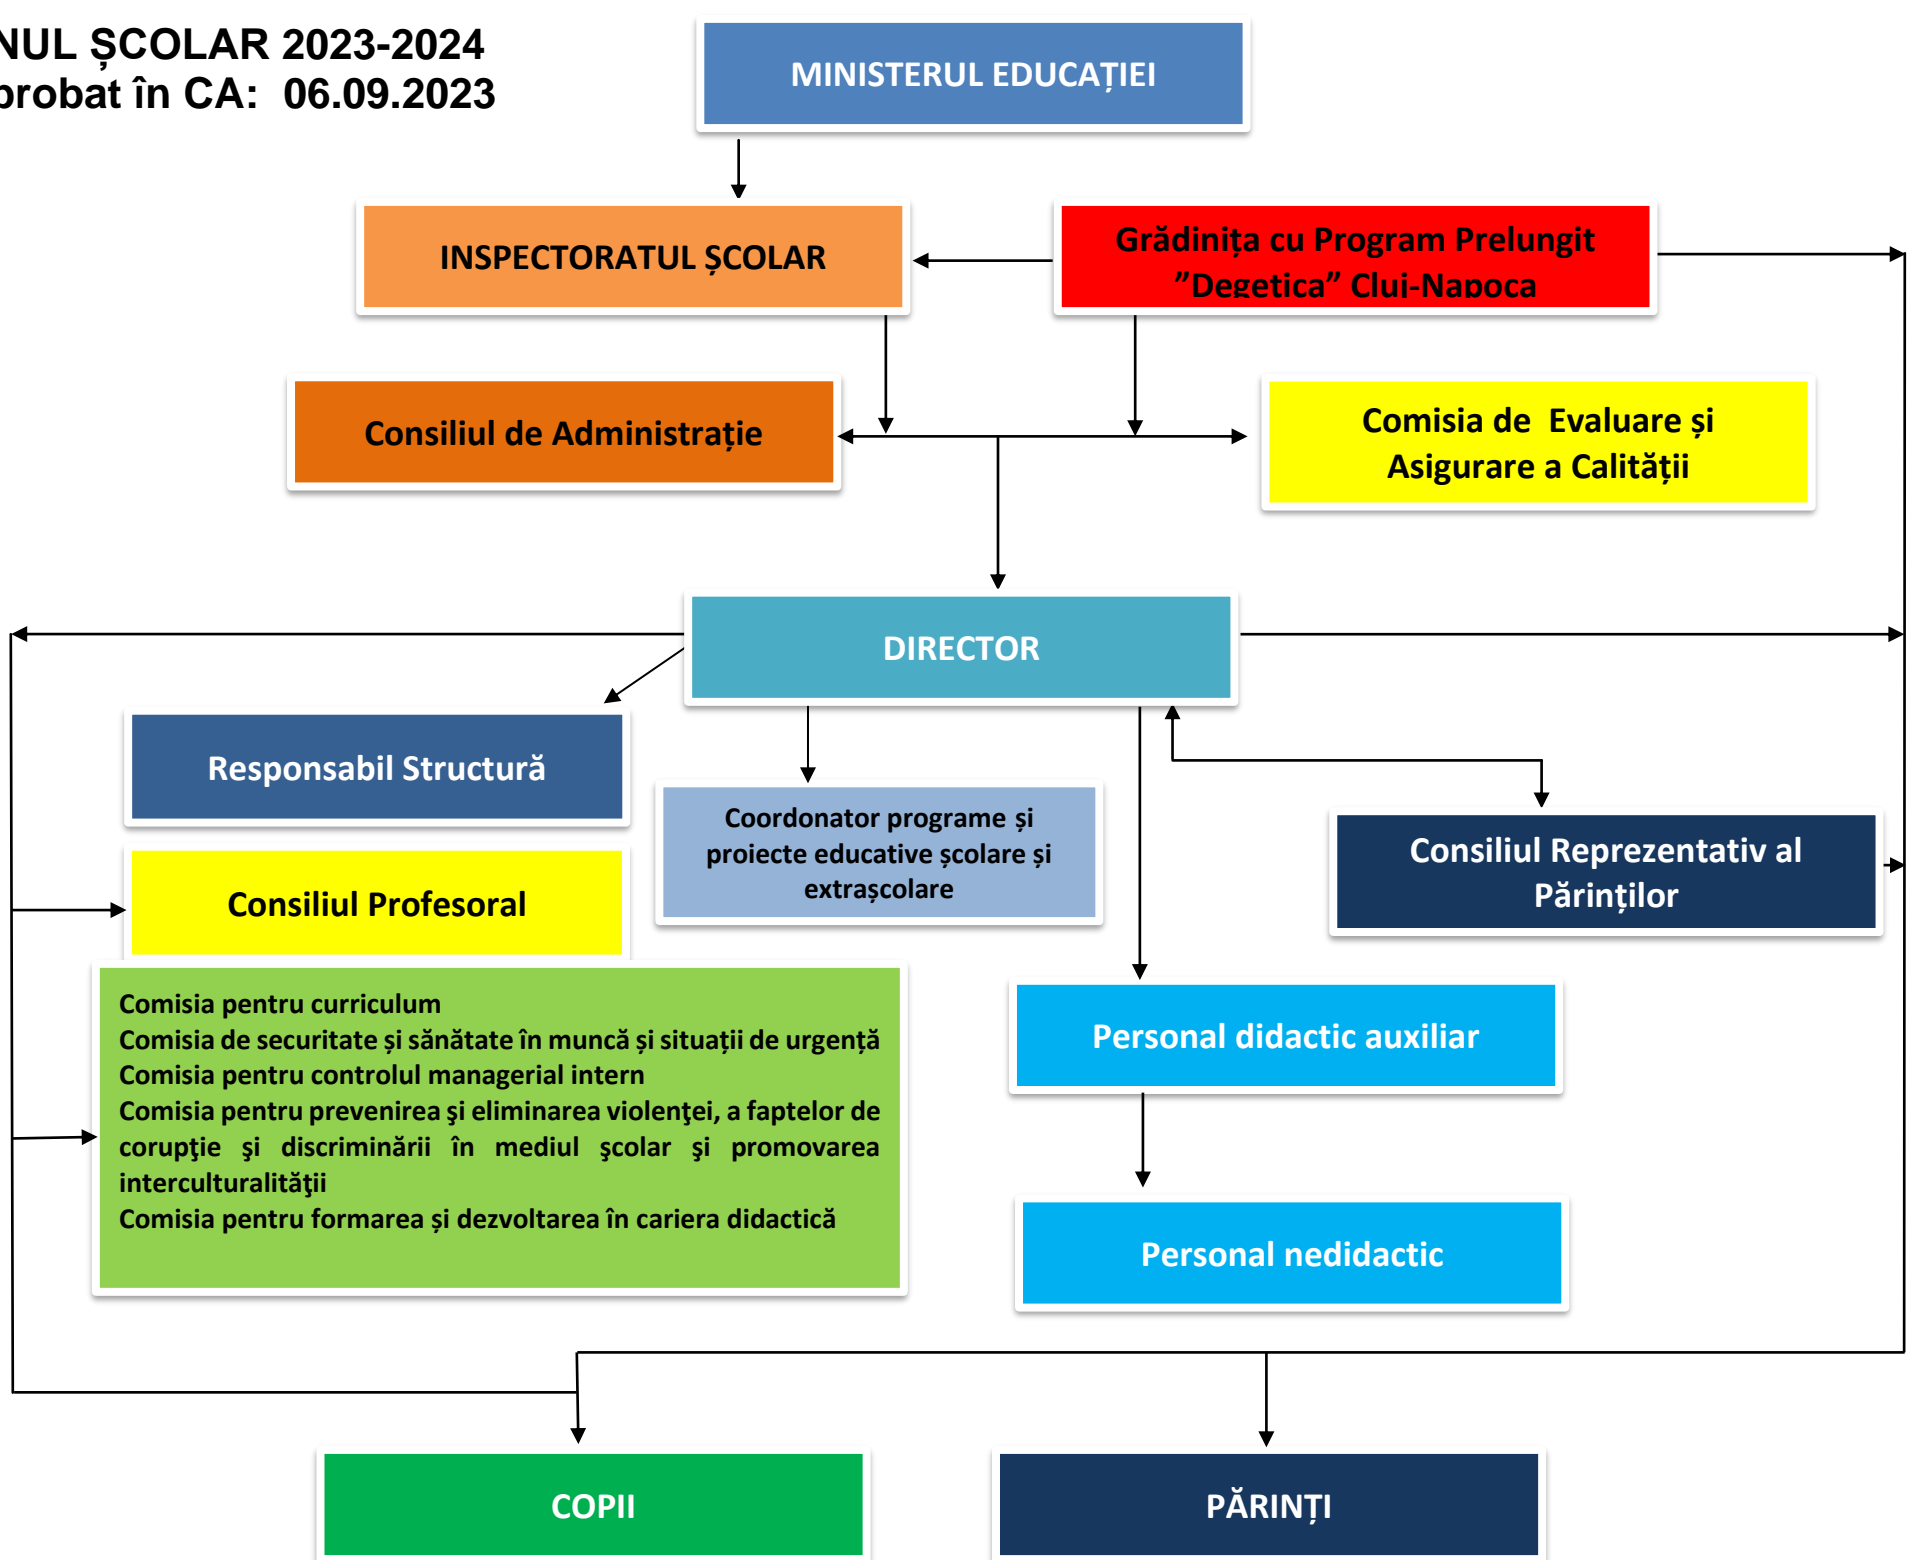 NUL ȘCOLAR 2023-2024
probat în CA: 06.09.2023
MINISTERUL EDUCAȚIEI
INSPECTORATUL ȘCOLAR
Grădinița cu Program Prelungit
”Degetica” Cluj-Napoca
Consiliul de Administrație
Comisia de Evaluare și
Asigurare a Calității
DIRECTOR
Responsabil Structură
Coordonator programe și
proiecte educative școlare și
extrașcolare
Consiliul Reprezentativ al
Părinților
Consiliul Profesoral
Comisia pentru curriculum
Comisia de securitate și sănătate în muncă și situații de urgență
Comisia pentru controlul managerial intern
Comisia pentru prevenirea şi eliminarea violenţei, a faptelor de
corupţie şi discriminării în mediul şcolar şi promovarea
interculturalităţii
Comisia pentru formarea și dezvoltarea în cariera didactică
Personal didactic auxiliar
Personal nedidactic
COPII
PĂRINȚI